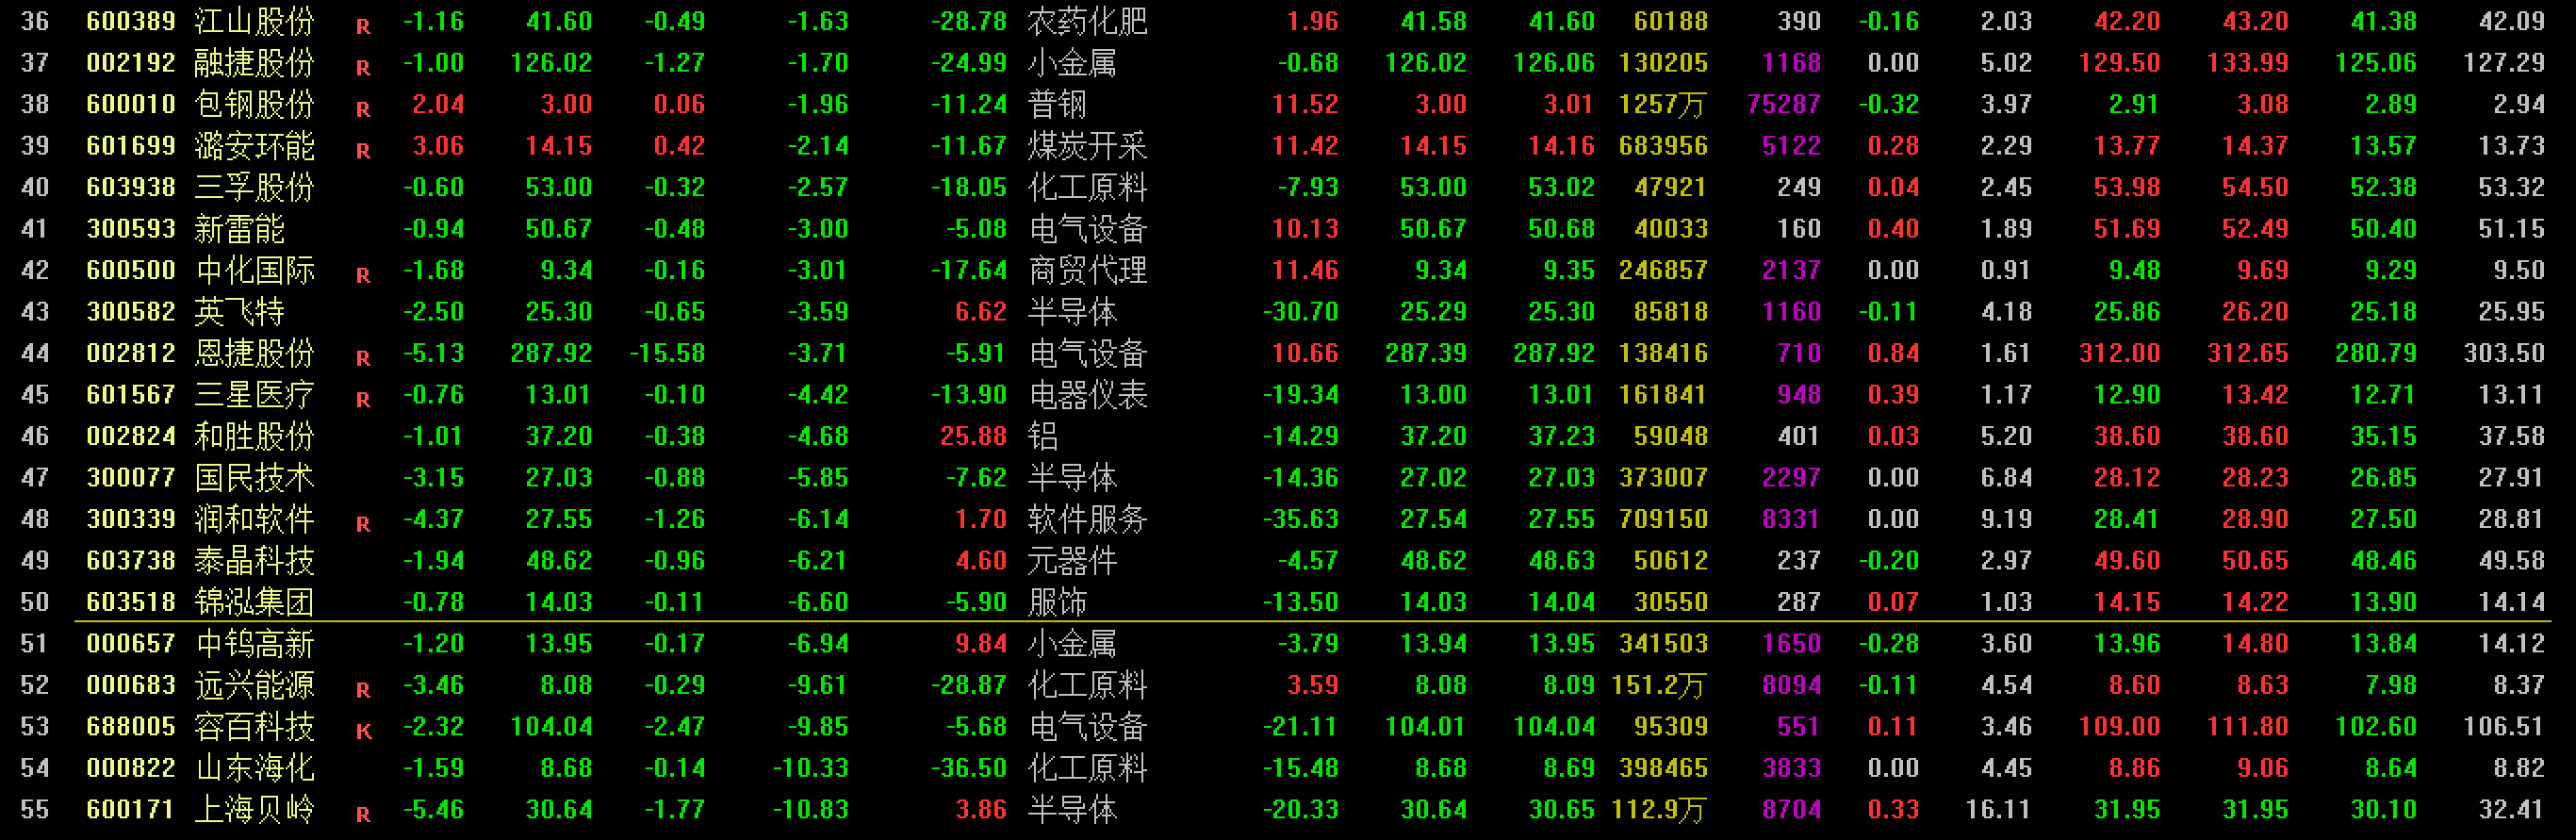 36 600389 江山股份 R -1.16 41.60 -0.49 -1.63 -28.78 农药化肥 1.96 41.58 41.60 60188 390 -0.16 2.03 42.20 43.20 41.38 42.09
37 002192 融捷股份 R -1.00 126.02 -1.27 -1.70 -24.99 小金属 -0.68 126.02 126.06 130205 1168 0.00 5.02 129.50 133.99 125.06 127.29
38 600010 包钢股份 R 2.04 3.00 0.06 -1.96 -11.24 普钢 11.52 3.00 3.01 1257万 75287 -0.32 3.97 2.91 3.08 2.89 2.94
39 601699 潞安环能 R 3.06 14.15 0.42 -2.14 -11.67 煤炭开采 11.42 14.15 14.16 683956 5122 0.28 2.29 13.77 14.37 13.57 13.73
40 603938 三孚股份 -0.60 53.00 -0.32 -2.57 -18.05 化工原料 -7.93 53.00 53.02 47921 249 0.04 2.45 53.98 54.50 52.38 53.32
41 300593 新雷能 -0.94 50.67 -0.48 -3.00 -5.08 电气设备 10.13 50.67 50.68 40033 160 0.40 1.89 51.69 52.49 50.40 51.15
42 600500 中化国际 R -1.68 9.34 -0.16 -3.01 -17.64 商贸代理 11.46 9.34 9.35 246857 2137 0.00 0.91 9.48 9.69 9.29 9.50
43 300582 英飞特 -2.50 25.30 -0.65 -3.59 6.62 半导体 -30.70 25.29 25.30 85818 1160 -0.11 4.18 25.86 26.20 25.18 25.95
44 002812 恩捷股份 R -5.13 287.92 -15.58 -3.71 -5.91 电气设备 10.66 287.39 287.92 138416 710 0.84 1.61 312.00 312.65 280.79 303.50
45 601567 三星医疗 R -0.76 13.01 -0.10 -4.42 -13.90 电器仪表 -19.34 13.00 13.01 161841 948 0.39 1.17 12.90 13.42 12.71 13.11
46 002824 和胜股份 -1.01 37.20 -0.38 -4.68 25.88 铝 -14.29 37.20 37.23 59048 401 0.03 5.20 38.60 38.60 35.15 37.58
47 300077 国民技术 -3.15 27.03 -0.88 -5.85 -7.62 半导体 -14.36 27.02 27.03 373007 2297 0.00 6.84 28.12 28.23 26.85 27.91
48 300339 润和软件 R -4.37 27.55 -1.26 -6.14 1.70 软件服务 -35.63 27.54 27.55 709150 8331 0.00 9.19 28.41 28.90 27.50 28.81
49 603738 泰晶科技 -1.94 48.62 -0.96 -6.21 4.60 元器件 -4.57 48.62 48.63 50612 237 -0.20 2.97 49.60 50.65 48.46 49.58
50 603518 锦泓集团 -0.78 14.03 -0.11 -6.60 -5.90 服饰 -13.50 14.03 14.04 30550 287 0.07 1.03 14.15 14.22 13.90 14.14
51 000657 中钨高新 -1.20 13.95 -0.17 -6.94 9.84 小金属 -3.79 13.94 13.95 341503 1650 -0.28 3.60 13.96 14.80 13.84 14.12
52 000683 远兴能源 R -3.46 8.08 -0.29 -9.61 -28.87 化工原料 3.59 8.08 8.09 151.2万 8094 -0.11 4.54 8.60 8.63 7.98 8.37
53 688005 容百科技 K -2.32 104.04 -2.47 -9.85 -5.68 电气设备 -21.11 104.01 104.04 95309 551 0.11 3.46 109.00 111.80 102.60 106.51
54 000822 山东海化 -1.59 8.68 -0.14 -10.33 -36.50 化工原料 -15.48 8.68 8.69 398465 3833 0.00 4.45 8.86 9.06 8.64 8.82
55 600171 上海贝岭 R -5.46 30.64 -1.77 -10.83 3.86 半导体 -20.33 30.64 30.65 112.9万 8704 0.33 16.11 31.95 31.95 30.10 32.41